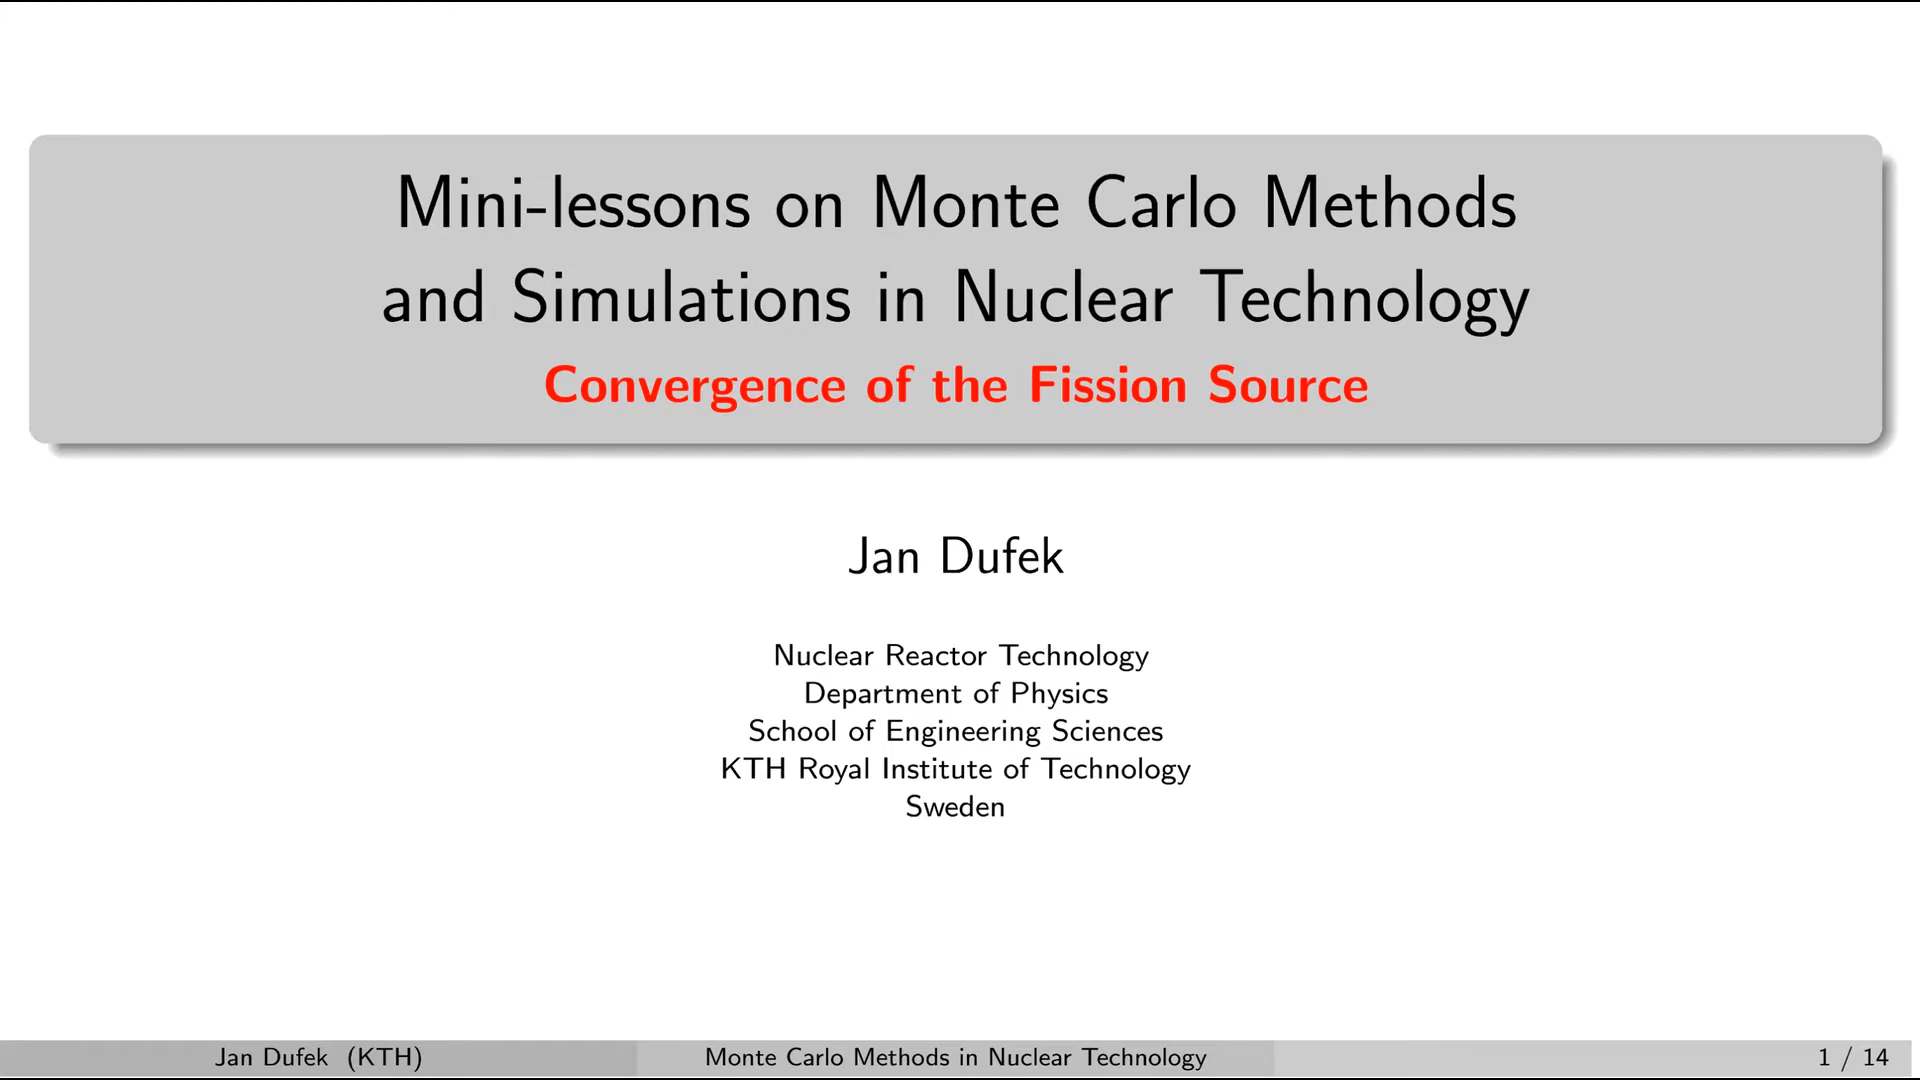 Mini-lessons on Monte Carlo Methods
and Simulations in Nuclear Technology
Convergence of the Fission Source
Jan Dufek
Nuclear Reactor Technology
Department of Physics
School of Engineering Sciences
KTH Royal Institute of Technology
Sweden
Jan Dufek (KTH)
Monte Carlo Methods in Nuclear Technology
1 / 14